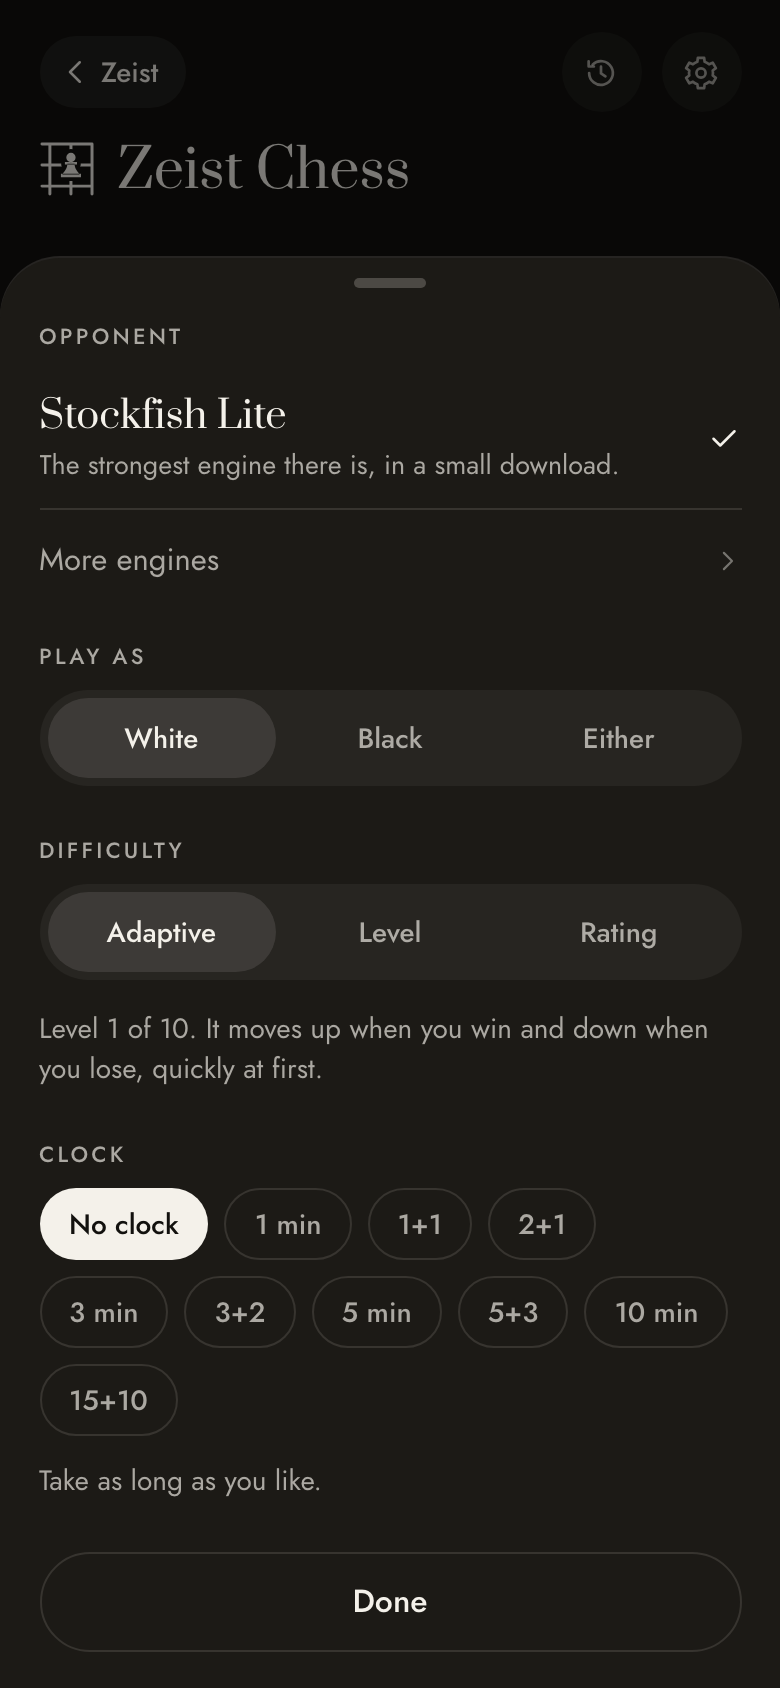 Zeist
Zeist Chess
OPPONENT
Stockfish Lite
The strongest engine there is, in a small download.
More engines
PLAY AS
White
Black
Either
DIFFICULTY
Adaptive
Level
Rating
Level 1 of 10. It moves up when you win and down when
you lose, quickly at first.
CLOCK
No clock
1 min
1+1
2+1
3 min
3+2
5 min
5+3
10 min
15+10
Take as long as you like.
Done